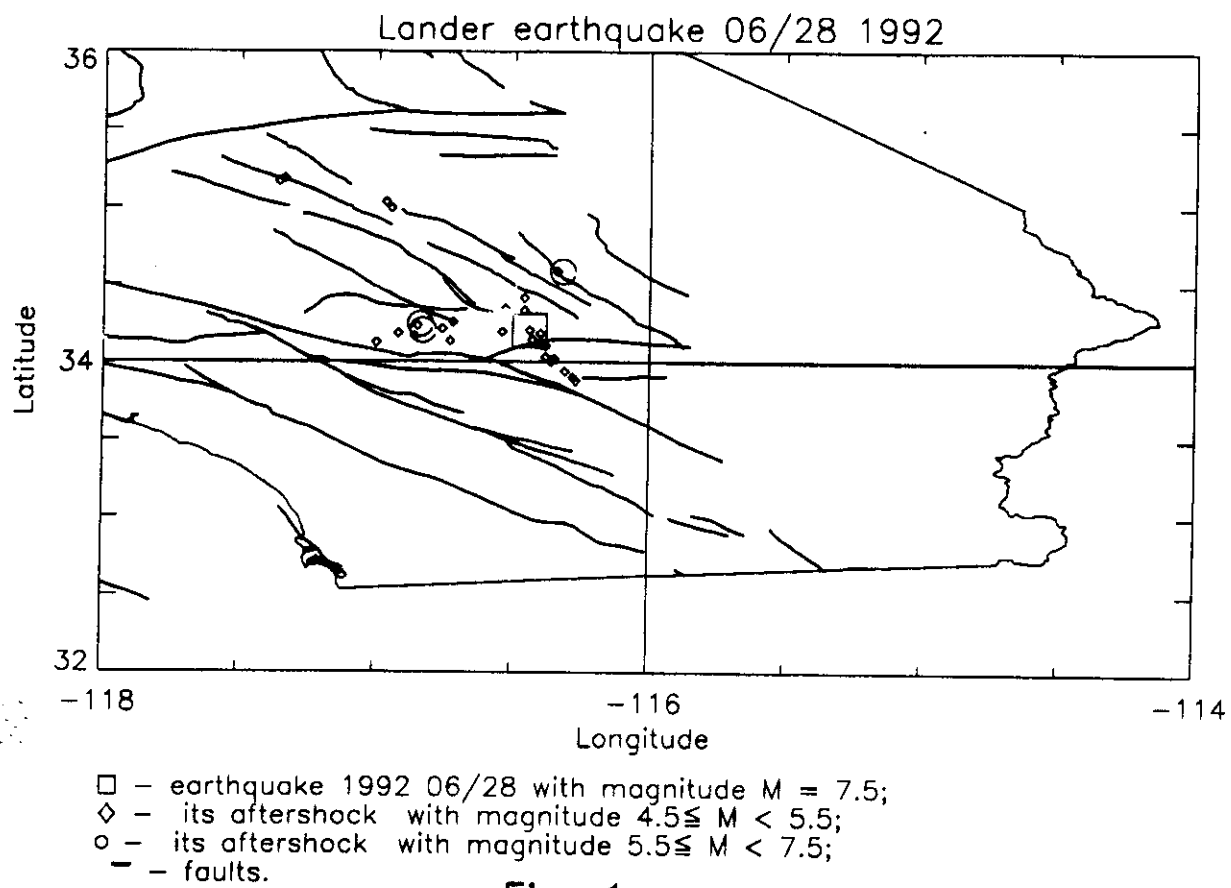 Lander earthquake 06/28 1992
36
34
32
Latitude
-118
-116
-114
Longitude
□ - earthquake 1992 06/28 with magnitude M = 7.5;
◇ - its aftershock with magnitude 4.5≦ M < 5.5;
○ - its aftershock with magnitude 5.5≦ M < 7.5;
- - faults.